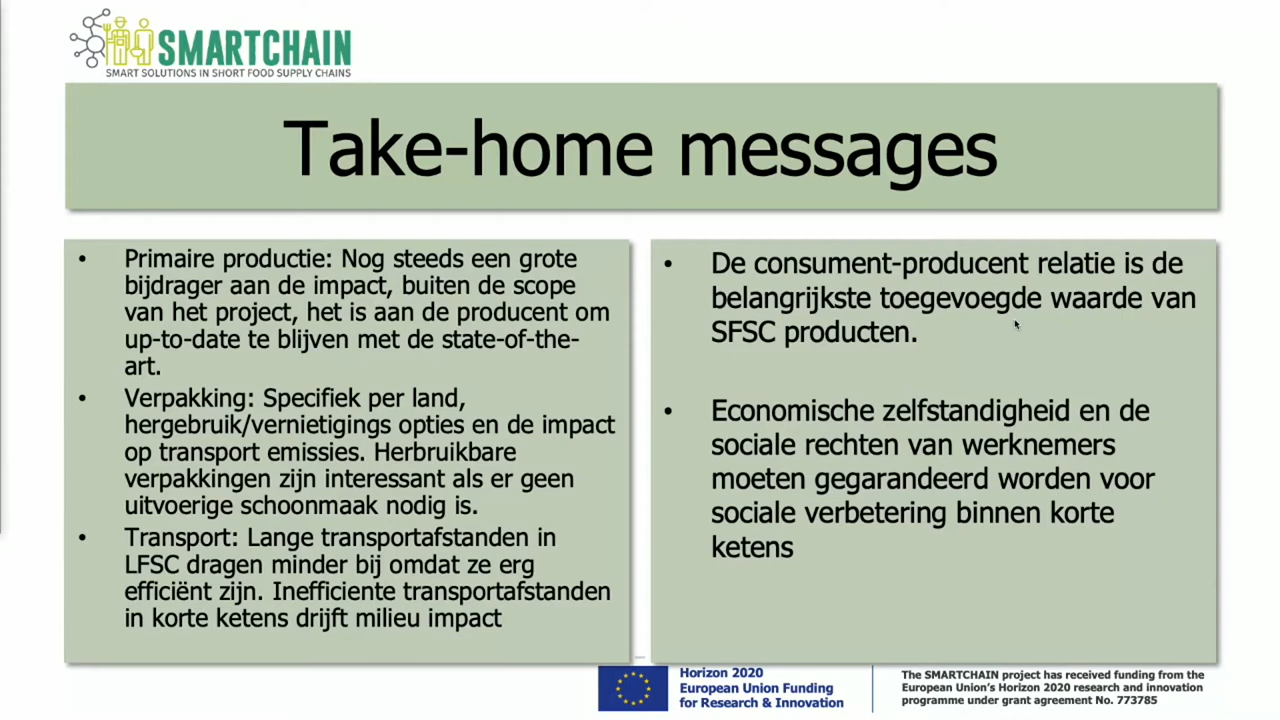 SMARTCHAIN
SMART SOLUTIONS IN SHORT FOOD SUPPLY CHAINS
Take-home messages
• Primaire productie: Nog steeds een grote
bijdrager aan de impact, buiten de scope
van het project, het is aan de producent om
up-to-date te blijven met de state-of-the-
art.
• Verpakking: Specifiek per land,
hergebruik/vernietigings opties en de impact
op transport emissies. Herbruikbare
verpakkingen zijn interessant als er geen
uitvoerige schoonmaak nodig is.
• Transport: Lange transportafstanden in
LFSC dragen minder bij omdat ze erg
efficiënt zijn. Inefficiente transportafstanden
in korte ketens drijft milieu impact
• De consument-producent relatie is de
belangrijkste toegevoegde waarde van
SFSC producten.
• Economische zelfstandigheid en de
sociale rechten van werknemers
moeten gegarandeerd worden voor
sociale verbetering binnen korte
ketens
Horizon 2020
European Union Funding
for Research & Innovation
The SMARTCHAIN project has received funding from the
European Union's Horizon 2020 research and innovation
programme under grant agreement No. 773785